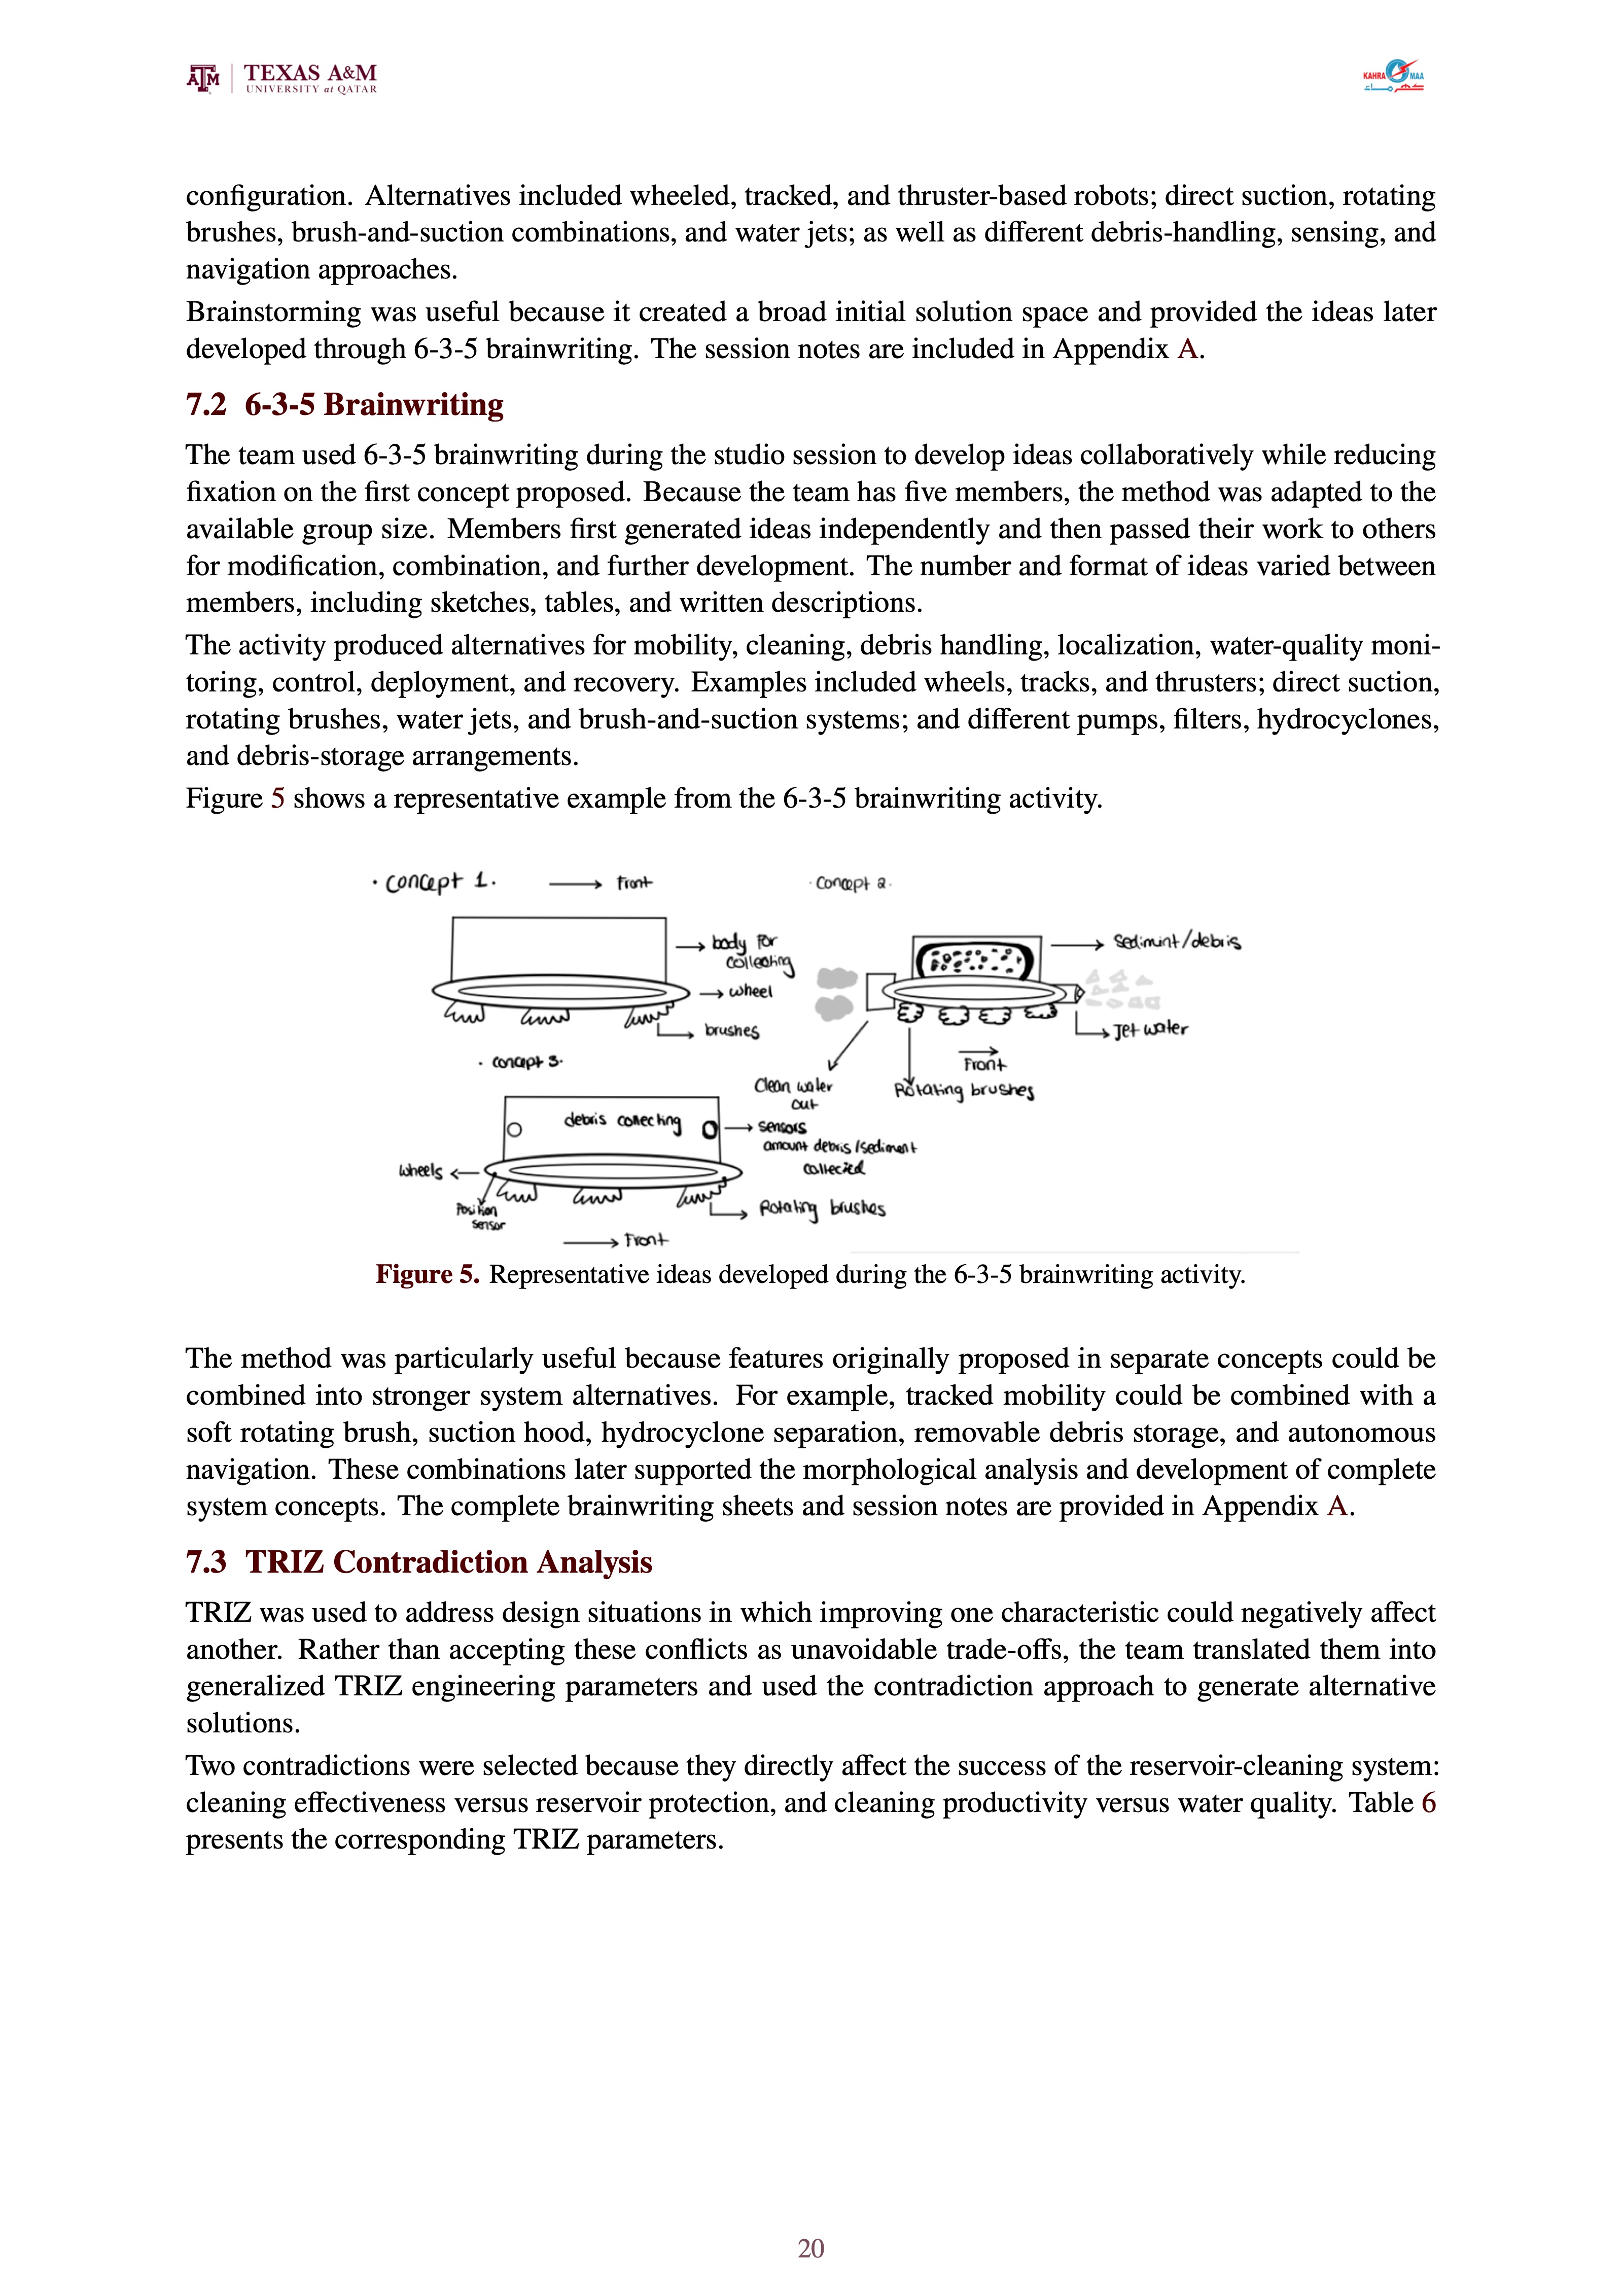 TEXAS A&M
UNIVERSITY at QATAR
KAHRA MAA
configuration. Alternatives included wheeled, tracked, and thruster-based robots; direct suction, rotating
brushes, brush-and-suction combinations, and water jets; as well as different debris-handling, sensing, and
navigation approaches.
Brainstorming was useful because it created a broad initial solution space and provided the ideas later
developed through 6-3-5 brainwriting. The session notes are included in Appendix A.
7.2 6-3-5 Brainwriting
The team used 6-3-5 brainwriting during the studio session to develop ideas collaboratively while reducing
fixation on the first concept proposed. Because the team has five members, the method was adapted to the
available group size. Members first generated ideas independently and then passed their work to others
for modification, combination, and further development. The number and format of ideas varied between
members, including sketches, tables, and written descriptions.
The activity produced alternatives for mobility, cleaning, debris handling, localization, water-quality moni-
toring, control, deployment, and recovery. Examples included wheels, tracks, and thrusters; direct suction,
rotating brushes, water jets, and brush-and-suction systems; and different pumps, filters, hydrocyclones,
and debris-storage arrangements.
Figure 5 shows a representative example from the 6-3-5 brainwriting activity.
· Concept 1.
Front
body for
collecting
wheel
brushes
· Concept 2.
Sedimint/debris
Jet water
Front
Clean water
out
Rotating brushes
· concept 3.
debris collecting
sensors
amount debris/sediment
collected
wheels
Position
sensor
Rotating brushes
Front
Figure 5. Representative ideas developed during the 6-3-5 brainwriting activity.
The method was particularly useful because features originally proposed in separate concepts could be
combined into stronger system alternatives. For example, tracked mobility could be combined with a
soft rotating brush, suction hood, hydrocyclone separation, removable debris storage, and autonomous
navigation. These combinations later supported the morphological analysis and development of complete
system concepts. The complete brainwriting sheets and session notes are provided in Appendix A.
7.3 TRIZ Contradiction Analysis
TRIZ was used to address design situations in which improving one characteristic could negatively affect
another. Rather than accepting these conflicts as unavoidable trade-offs, the team translated them into
generalized TRIZ engineering parameters and used the contradiction approach to generate alternative
solutions.
Two contradictions were selected because they directly affect the success of the reservoir-cleaning system:
cleaning effectiveness versus reservoir protection, and cleaning productivity versus water quality. Table 6
presents the corresponding TRIZ parameters.
20